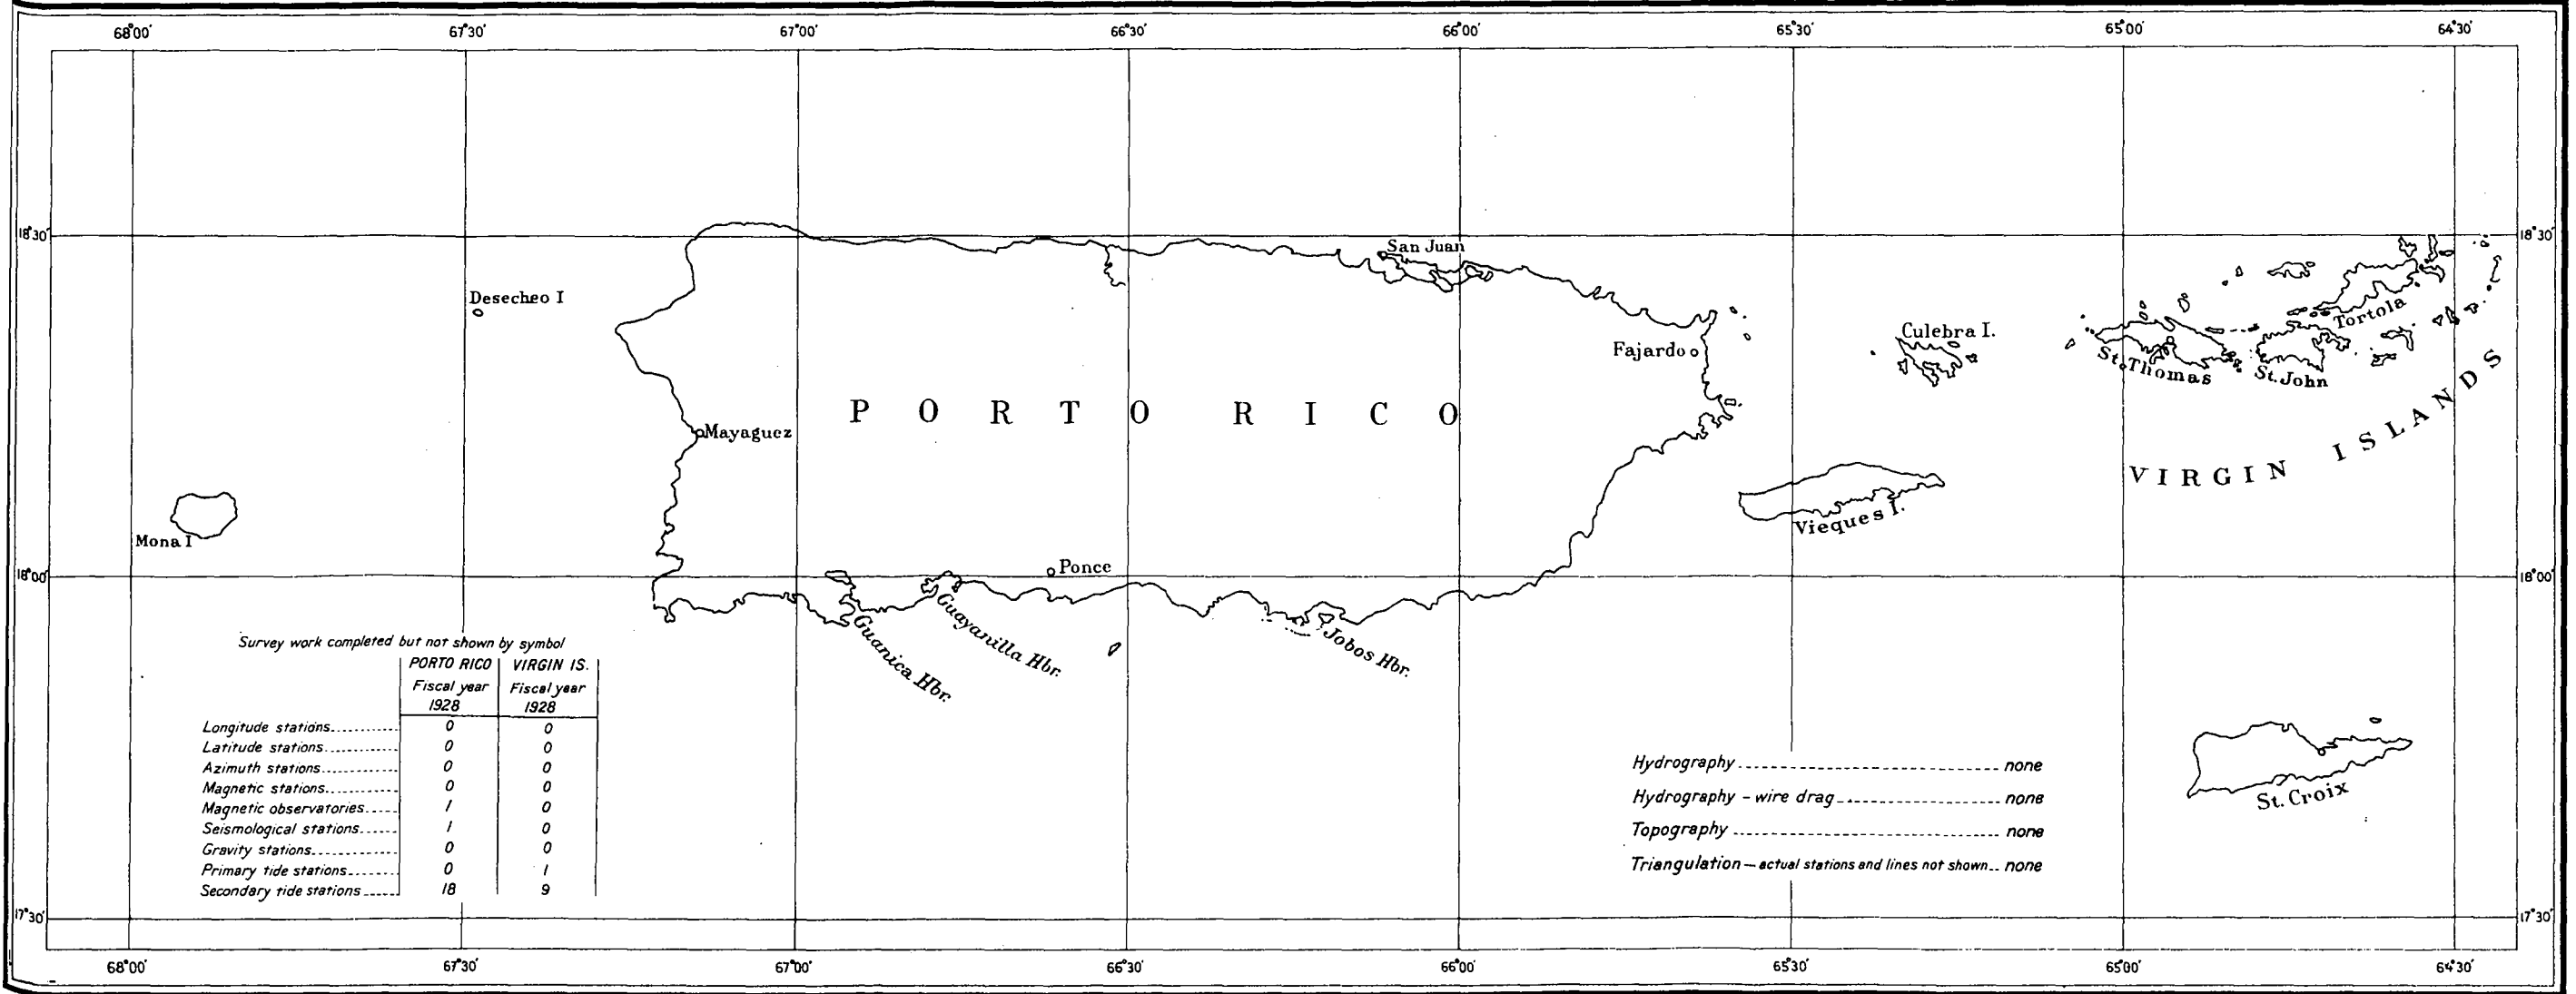 68°00' 67°30' 67°00' 66°30' 66°00' 65°30' 65°00' 64°30'
18°30' 18°30'
San Juan
Desecheo I
Tortola
Culebra I.
Fajardo
St. Thomas
St. John
PORTO RICO
Mayaguez
VIRGIN ISLANDS
Vieques I.
Mona I
Ponce
18°00' 18°00'
Guanica Hbr.
Guayanilla Hbr.
Jobos Hbr.
Survey work completed but not shown by symbol
PORTO RICO VIRGIN IS.
Fiscal year Fiscal year
1928 1928
Longitude stations 0 0
Latitude stations 0 0
Azimuth stations 0 0
Magnetic stations 0 0
Magnetic observatories 1 0
Seismological stations 1 0
Gravity stations 0 0
Primary tide stations 0 1
Secondary tide stations 18 9
Hydrography none
Hydrography - wire drag none
Topography none
Triangulation — actual stations and lines not shown none
St. Croix
17°30' 17°30'
68°00' 67°30' 67°00' 66°30' 66°00' 65°30' 65°00' 64°30'